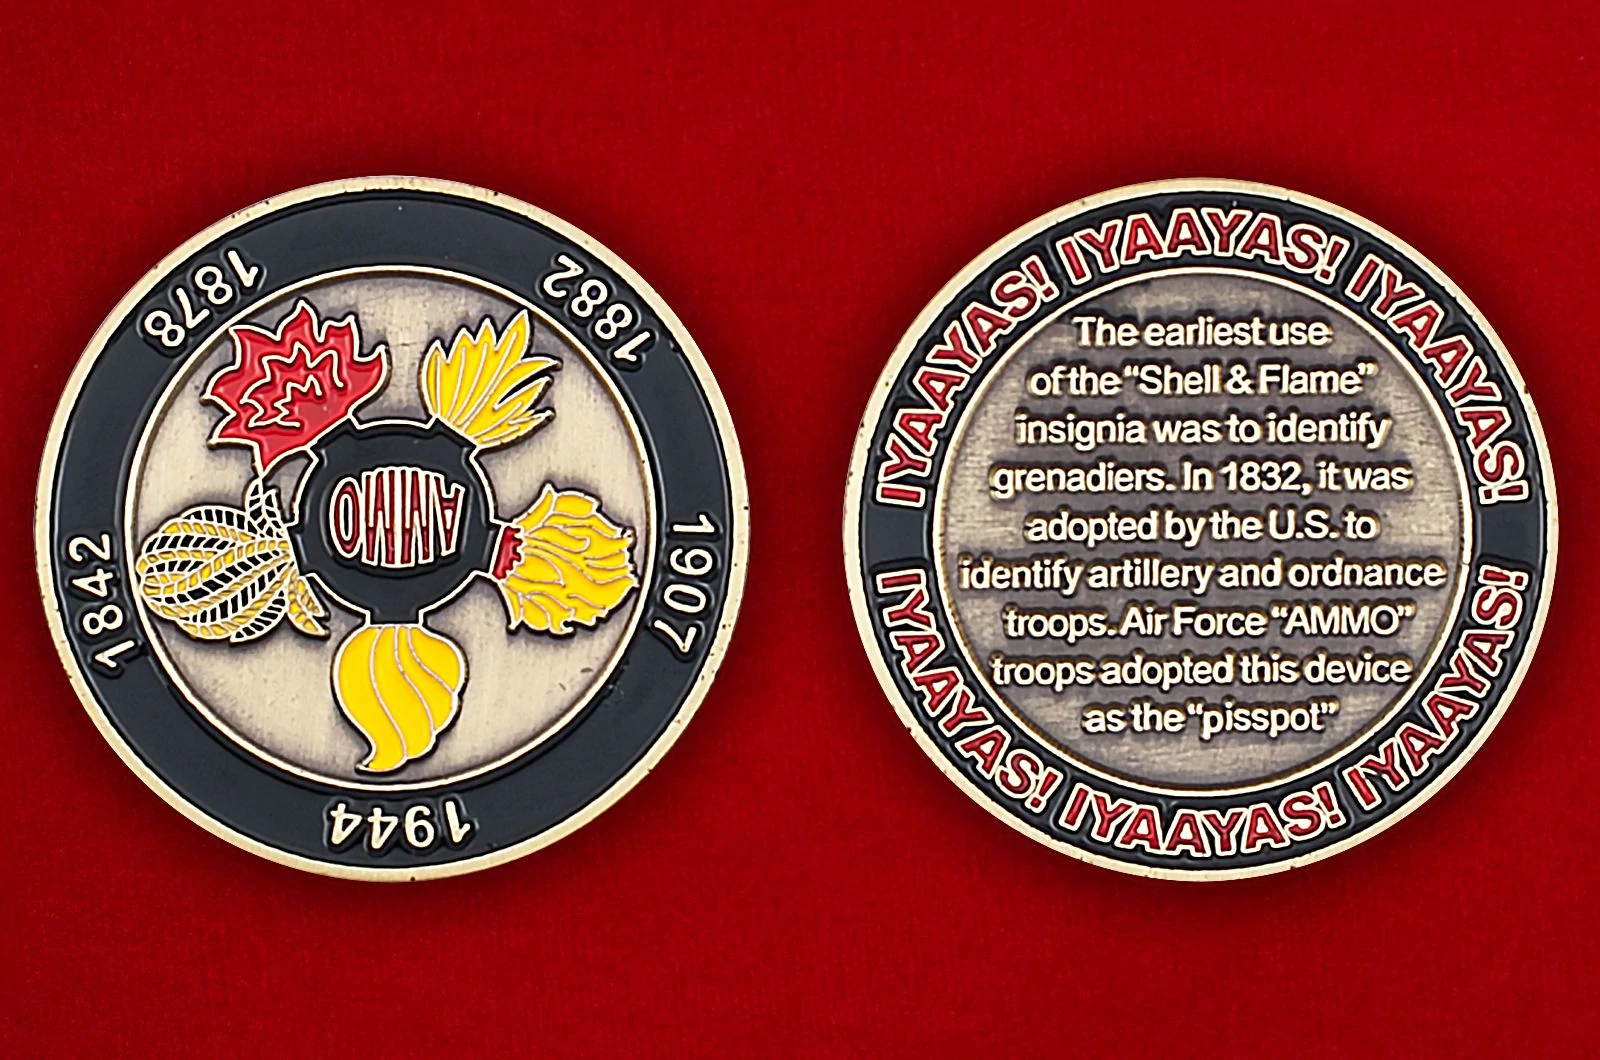 1842
1878
1882
1907
1944
AMMO
IYAAYAS! IYAAYAS! IYAAYAS!
The earliest use
of the “Shell & Flame”
insignia was to identify
grenadiers. In 1832, it was
adopted by the U.S. to
identify artillery and ordnance
troops. Air Force “AMMO”
troops adopted this device
as the “pisspot”
IYAAYAS! IYAAYAS! IYAAYAS!